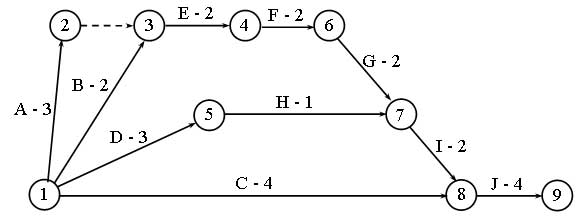 E - 2
F - 2
2
3
4
6
G - 2
B - 2
A - 3
H - 1
5
7
D - 3
I - 2
C - 4
J - 4
1
8
9